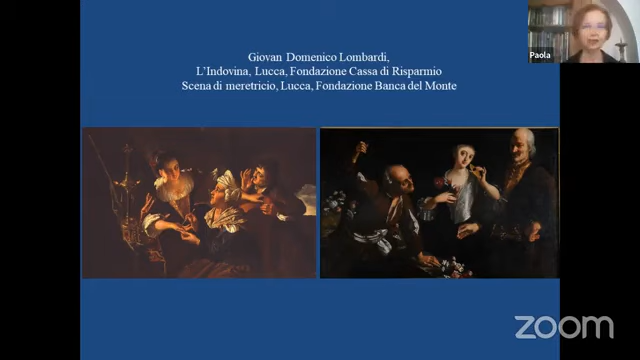 Giovan Domenico Lombardi,
L'Indovina, Lucca, Fondazione Cassa di Risparmio
Scena di meretricio, Lucca, Fondazione Banca del Monte
Paola
zoom